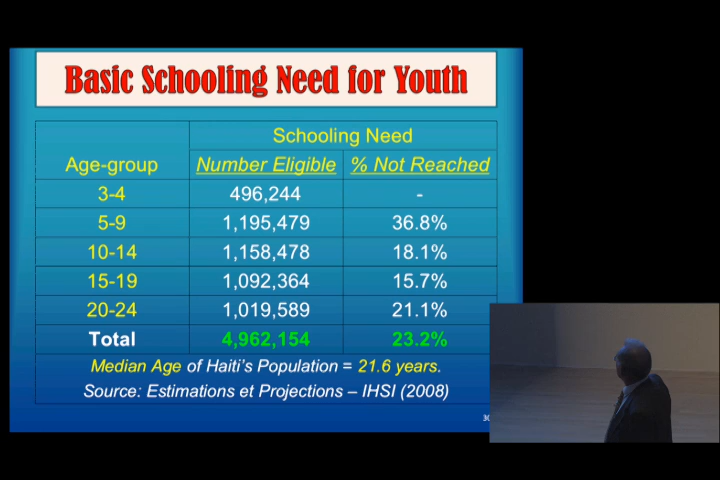 Basic Schooling Need for Youth
Schooling Need
Age-group Number Eligible % Not Reached
3-4 496,244 -
5-9 1,195,479 36.8%
10-14 1,158,478 18.1%
15-19 1,092,364 15.7%
20-24 1,019,589 21.1%
Total 4,962,154 23.2%
Median Age of Haiti's Population = 21.6 years.
Source: Estimations et Projections – IHSI (2008)